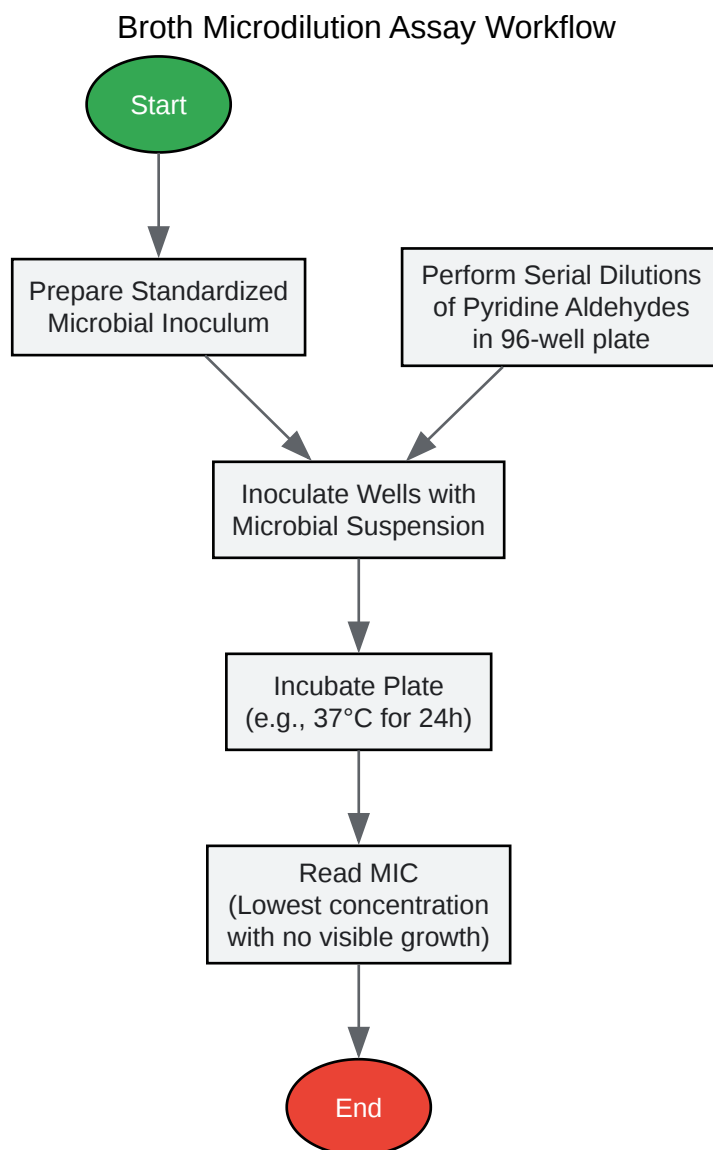 Broth Microdilution Assay Workflow
Start
Prepare Standardized
Microbial Inoculum
Perform Serial Dilutions
of Pyridine Aldehydes
in 96-well plate
Inoculate Wells with
Microbial Suspension
Incubate Plate
(e.g., 37°C for 24h)
Read MIC
(Lowest concentration
with no visible growth)
End